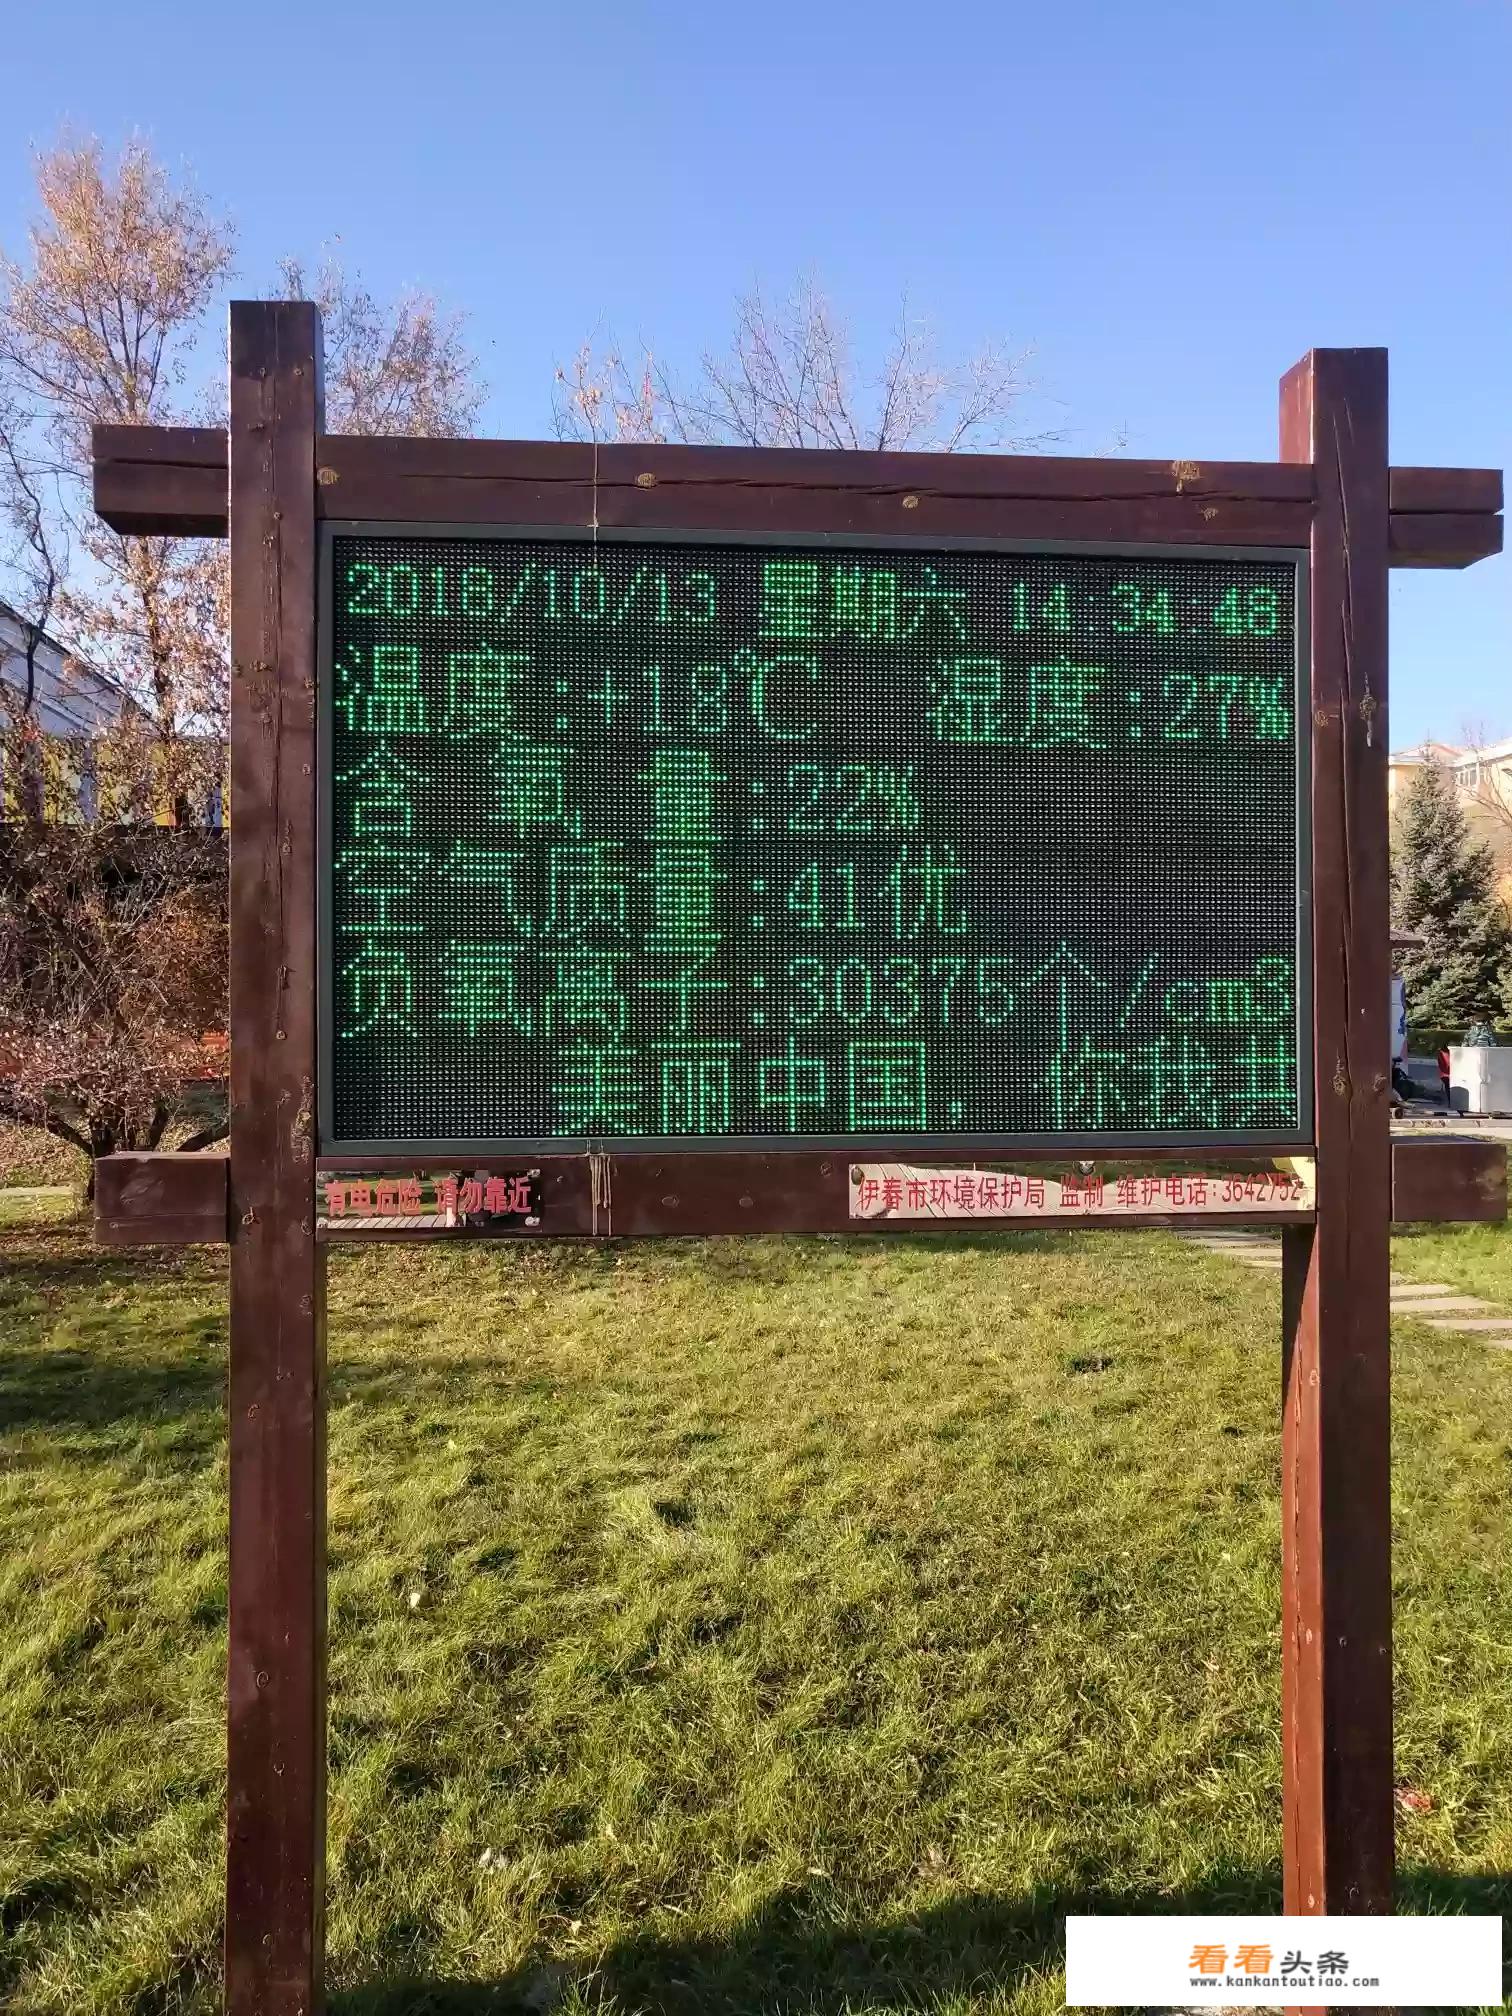 2018/10/13 星期六 14:34:48
温度:+18℃ 湿度:27%
含氧量:22%
空气质量:41优
负氧离子:30375个/cm3
美丽中国，你我共
有电危险 请勿靠近
伊春市环境保护局 监制 维护电话:3642752
看看头条
www.kankantoutiao.com